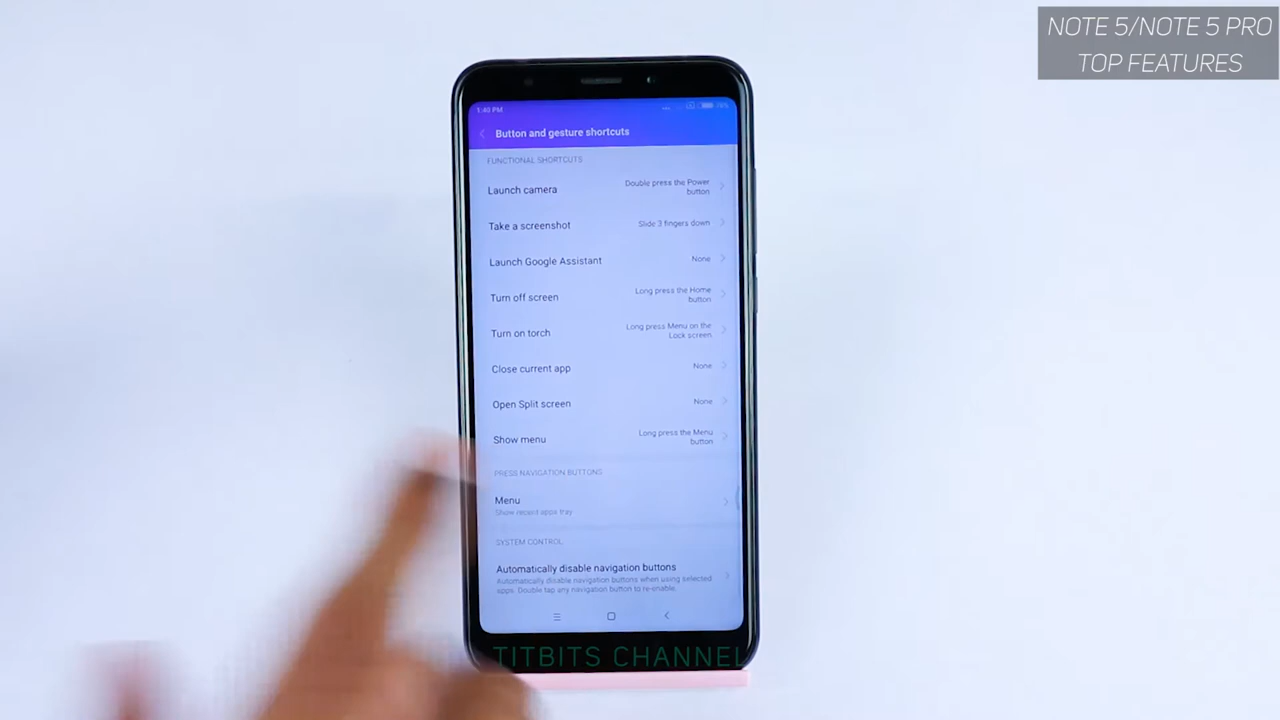 NOTE 5/NOTE 5 PRO
TOP FEATURES
1:40 PM
76%
Button and gesture shortcuts
FUNCTIONAL SHORTCUTS
Launch camera
Double press the Power
button
Take a screenshot
Slide 3 fingers down
Launch Google Assistant
None
Turn off screen
Long press the Home
button
Turn on torch
Long press Menu on the
Lock screen
Close current app
None
Open Split screen
None
Show menu
Long press the Menu
button
PRESS NAVIGATION BUTTONS
Menu
Show recent apps tray
SYSTEM CONTROL
Automatically disable navigation buttons
Automatically disable navigation buttons when using selected
apps. Double tap any navigation button to re-enable.
TITBITS CHANNEL